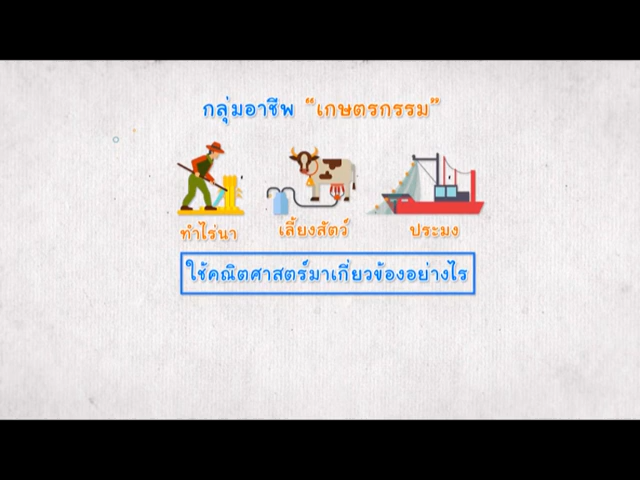 กลุ่มอาชีพ “เกษตรกรรม”
ทำไร่นา เลี้ยงสัตว์ ประมง
ใช้คณิตศาสตร์มาเกี่ยวข้องอย่างไร